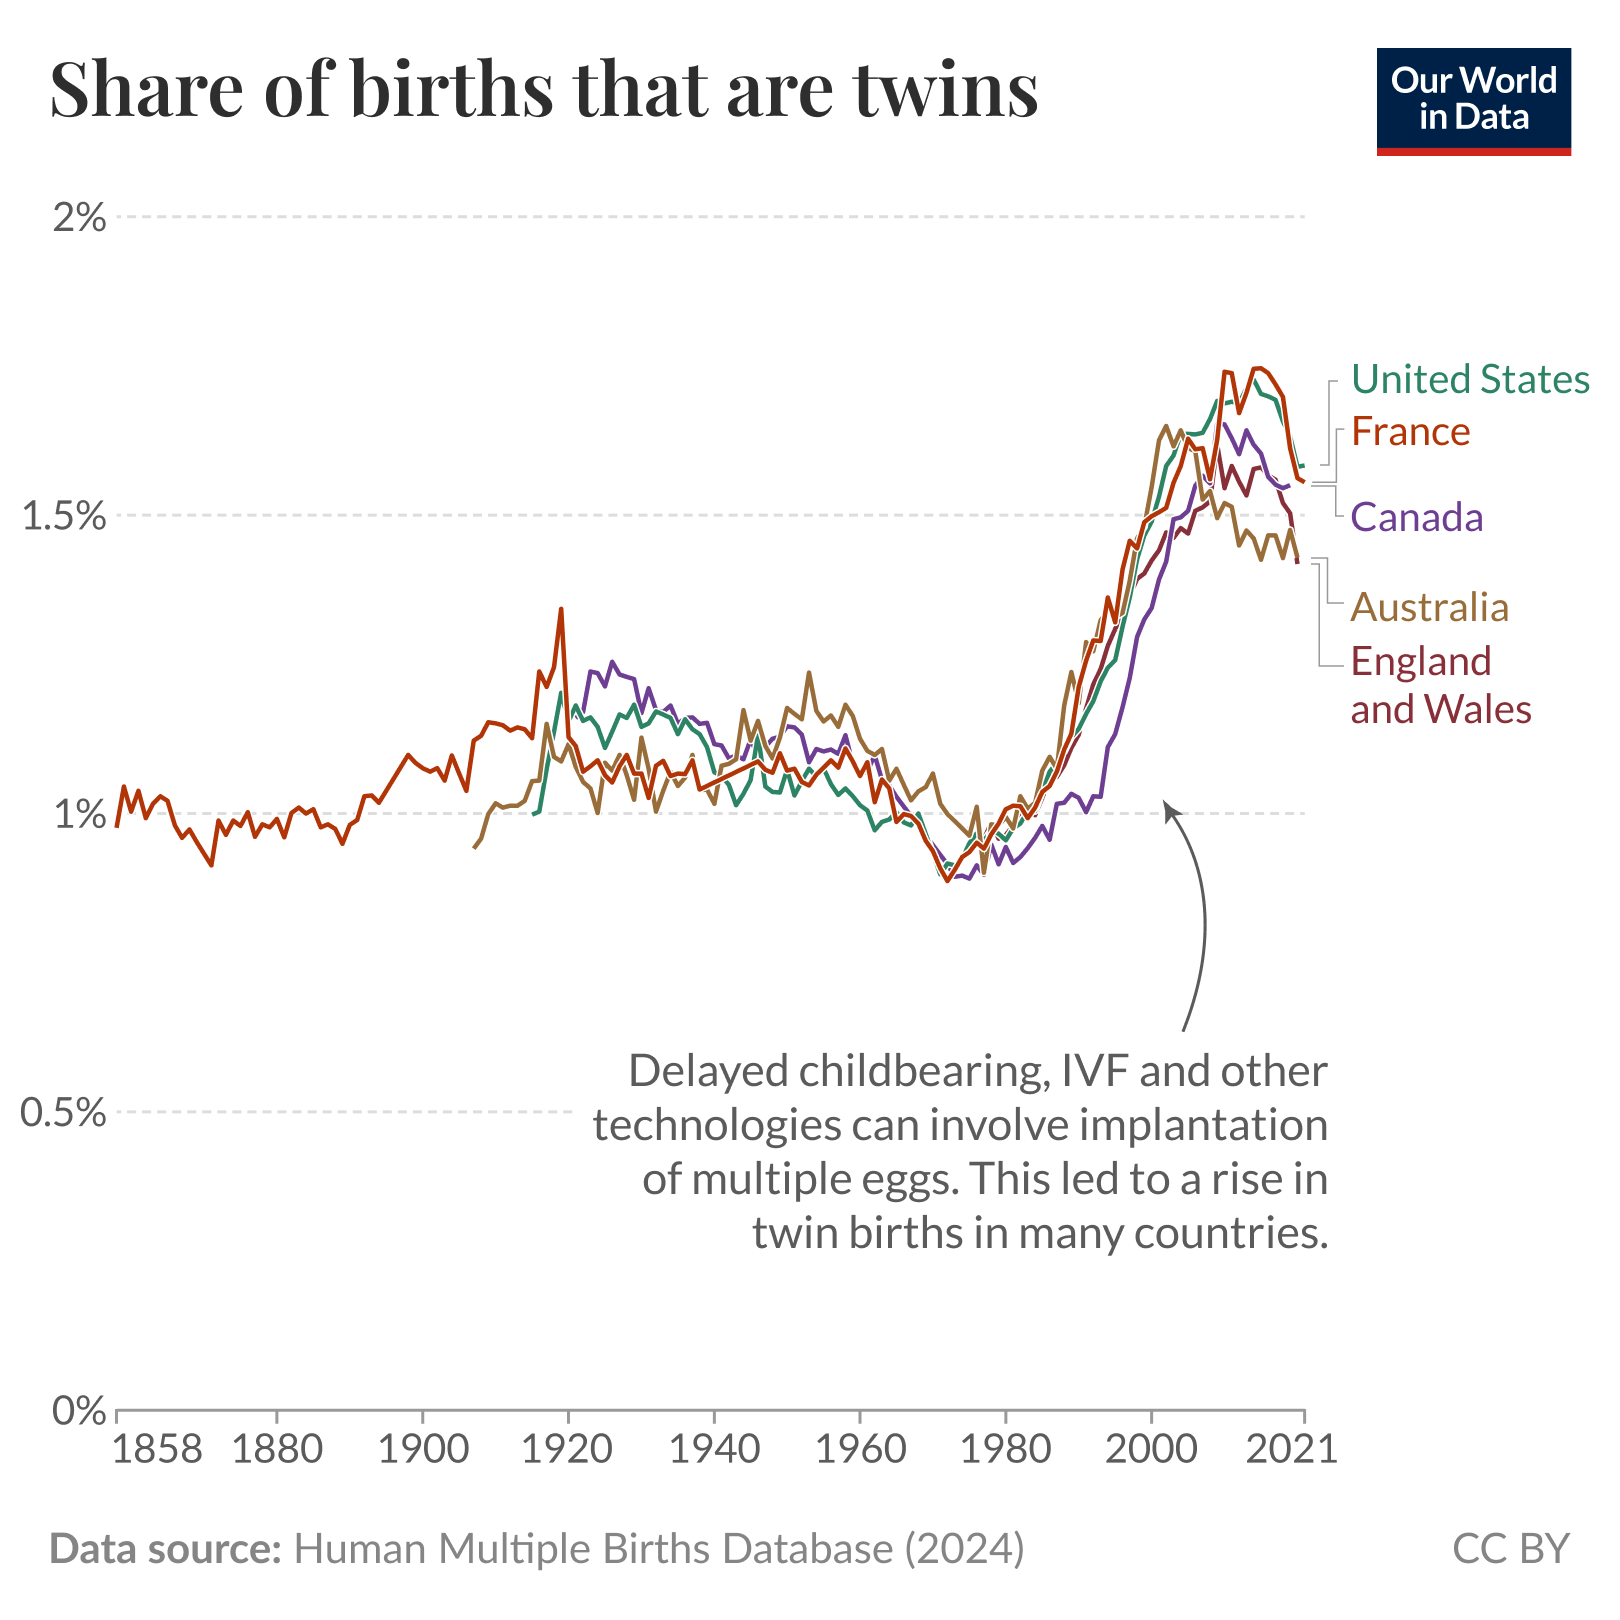 Share of births that are twins
Our World
in Data
2%
1.5%
1%
0.5%
0%
United States
France
Canada
Australia
England
and Wales
Delayed childbearing, IVF and other
technologies can involve implantation
of multiple eggs. This led to a rise in
twin births in many countries.
1858 1880 1900 1920 1940 1960 1980 2000 2021
Data source: Human Multiple Births Database (2024)
CC BY